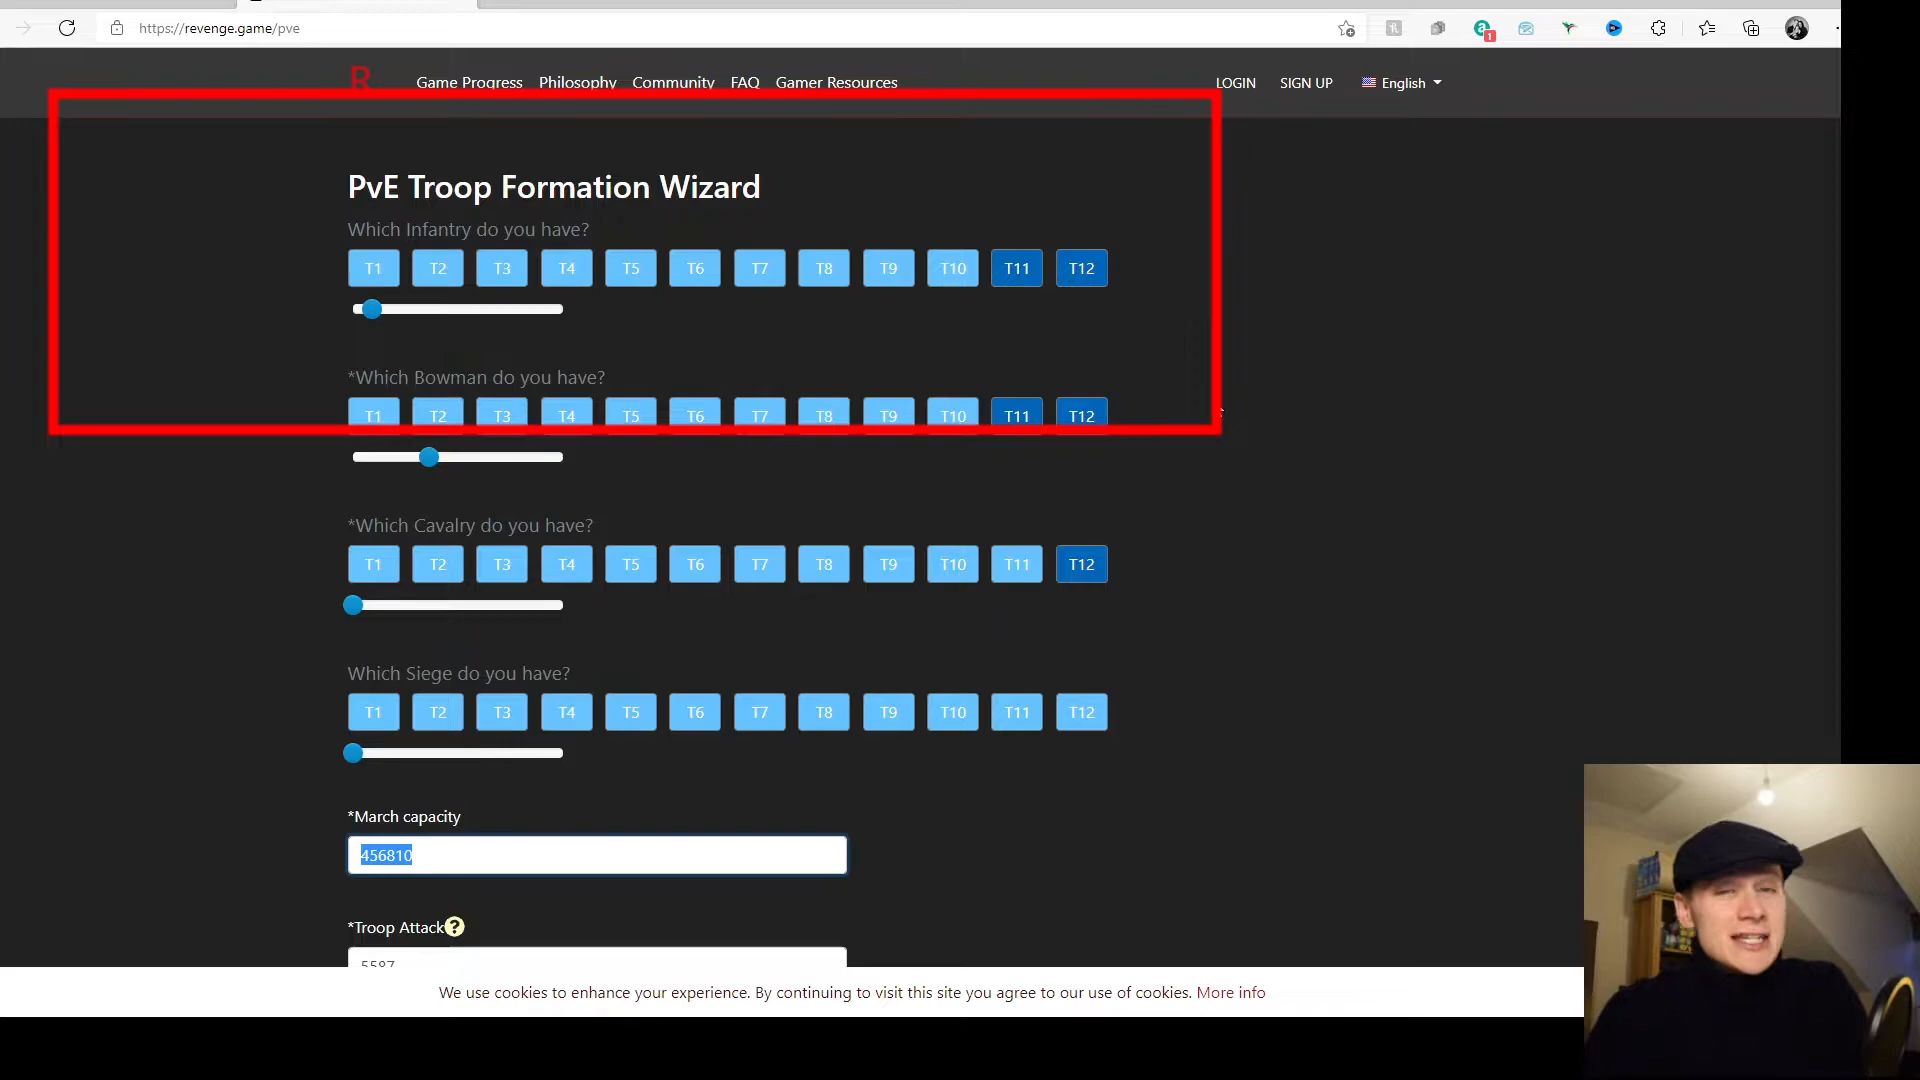 https://revenge.game/pve
1
R Game Progress Philosophy Community FAQ Gamer Resources LOGIN SIGN UP English
PvE Troop Formation Wizard
Which Infantry do you have?
T1 T2 T3 T4 T5 T6 T7 T8 T9 T10 T11 T12
*Which Bowman do you have?
T1 T2 T3 T4 T5 T6 T7 T8 T9 T10 T11 T12
*Which Cavalry do you have?
T1 T2 T3 T4 T5 T6 T7 T8 T9 T10 T11 T12
Which Siege do you have?
T1 T2 T3 T4 T5 T6 T7 T8 T9 T10 T11 T12
*March capacity
456810
*Troop Attack?
5587
We use cookies to enhance your experience. By continuing to visit this site you agree to our use of cookies. More info